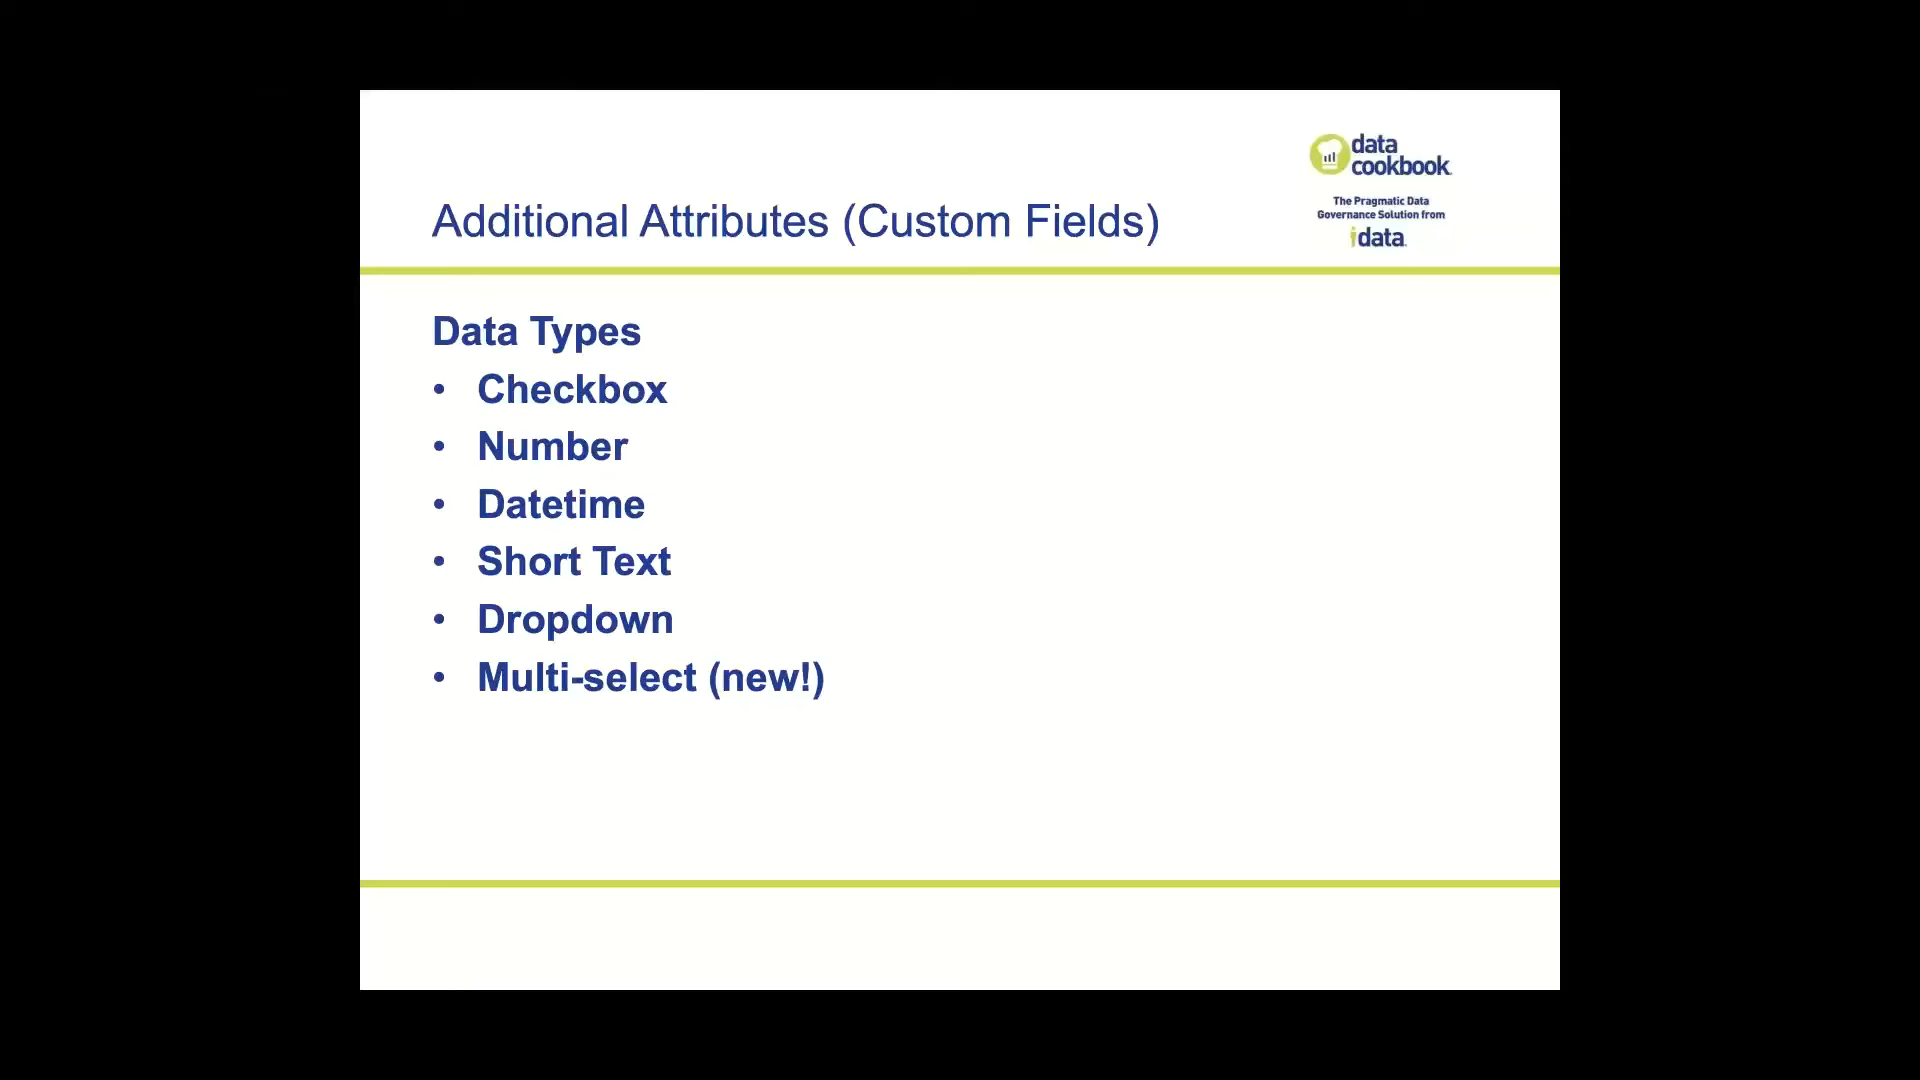 data
cookbook
The Pragmatic Data
Governance Solution from
idata
Additional Attributes (Custom Fields)
Data Types
• Checkbox
• Number
• Datetime
• Short Text
• Dropdown
• Multi-select (new!)